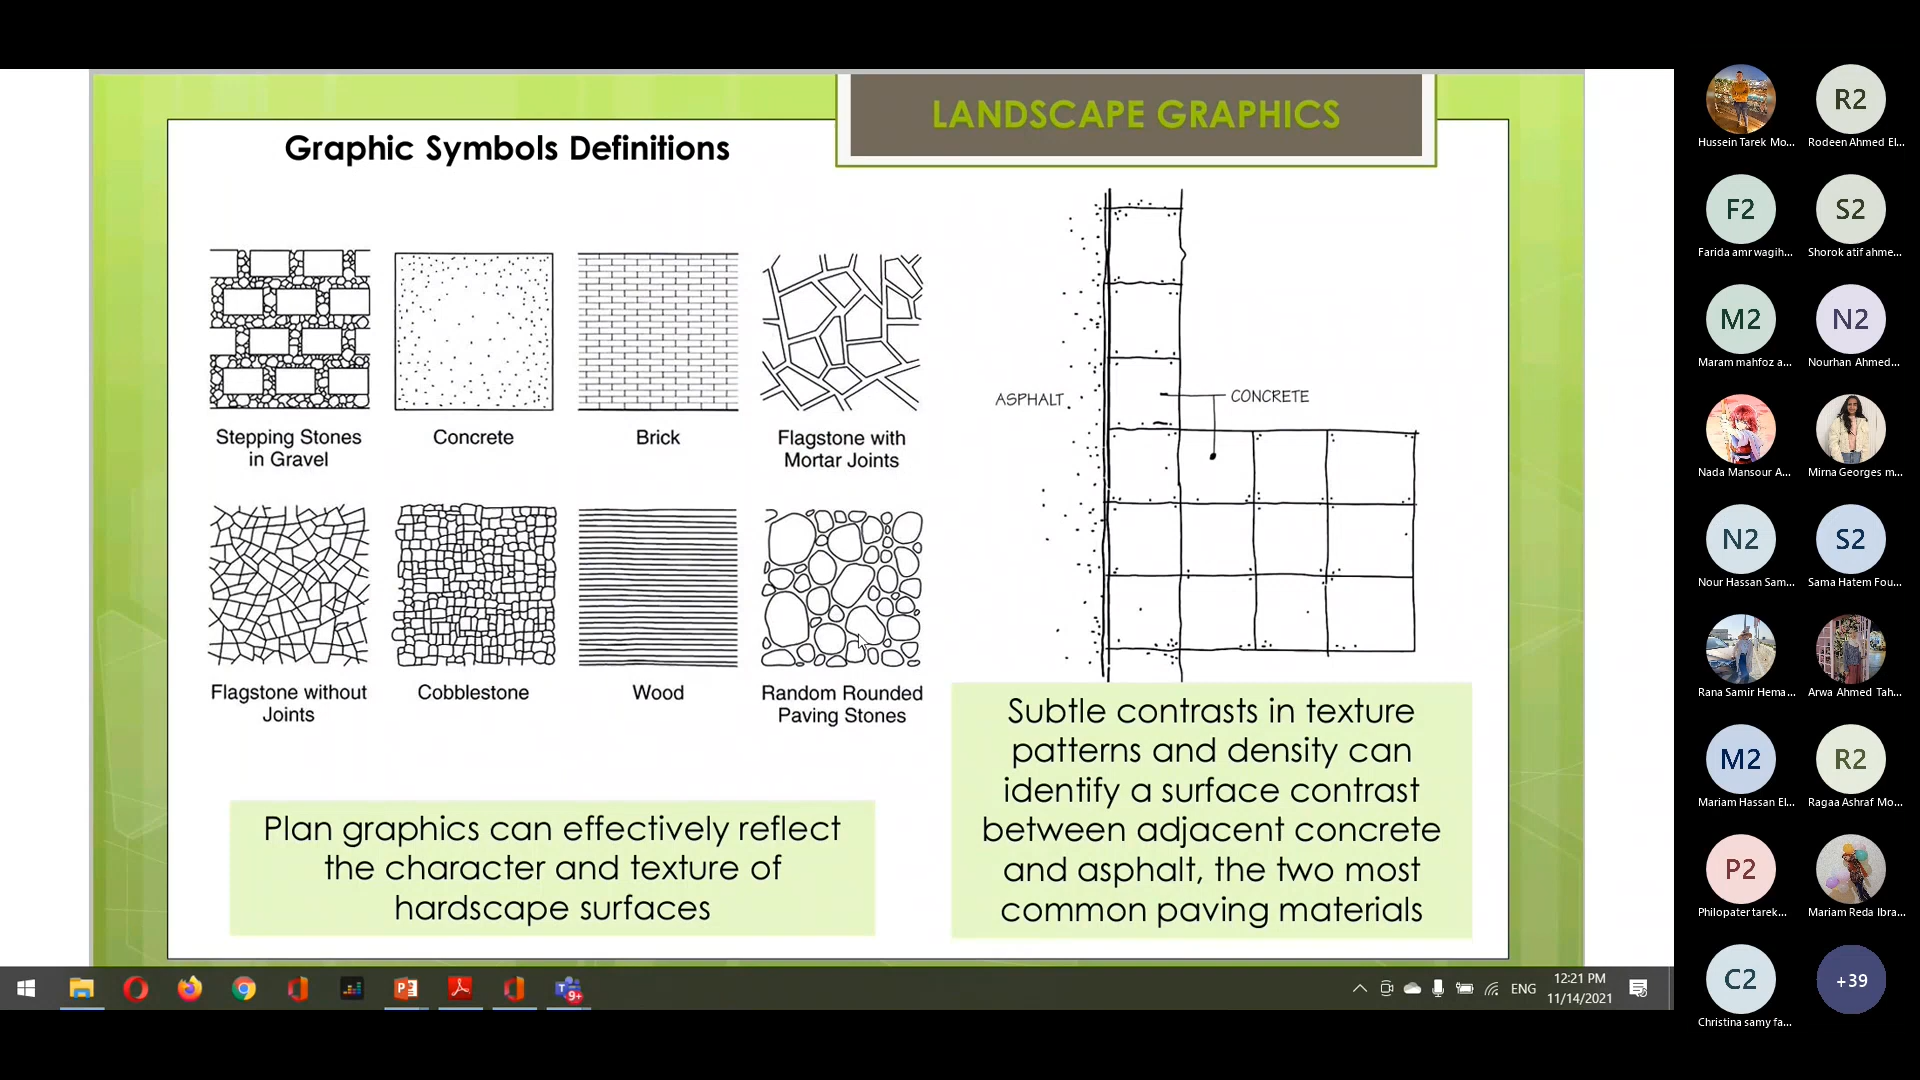 LANDSCAPE GRAPHICS
Graphic Symbols Definitions
Stepping Stones
in Gravel
Concrete
Brick
Flagstone with
Mortar Joints
Flagstone without
Joints
Cobblestone
Wood
Random Rounded
Paving Stones
ASPHALT
CONCRETE
Plan graphics can effectively reflect
the character and texture of
hardscape surfaces
Subtle contrasts in texture
patterns and density can
identify a surface contrast
between adjacent concrete
and asphalt, the two most
common paving materials
Hussein Tarek Mo...
R2
Rodeen Ahmed El...
F2
Farida amr wagih...
S2
Shorok atif ahme...
M2
Maram mahfoz a...
N2
Nourhan Ahmed...
Nada Mansour A...
Mirna Georges m...
N2
Nour Hassan Sam...
S2
Sama Hatem Fou...
Rana Samir Hema...
Arwa Ahmed Tah...
M2
Mariam Hassan El...
R2
Ragaa Ashraf Mo...
P2
Philopater tarek...
Mariam Reda Ibra...
C2
Christina samy fa...
+39
9+
ENG
12:21 PM
11/14/2021